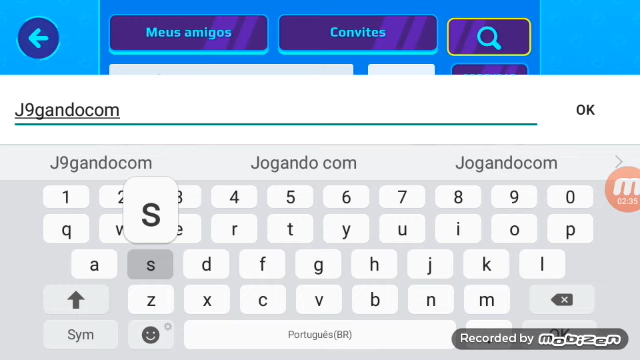 Meus amigos Convites
J9gandocom OK
J9gandocom Jogando com Jogandocom
1 2 3 4 5 6 7 8 9 0
02:35
s
q w e r t y u i o p
a s d f g h j k l
z x c v b n m
Sym Português(BR) OK
Recorded by MOBIZEN